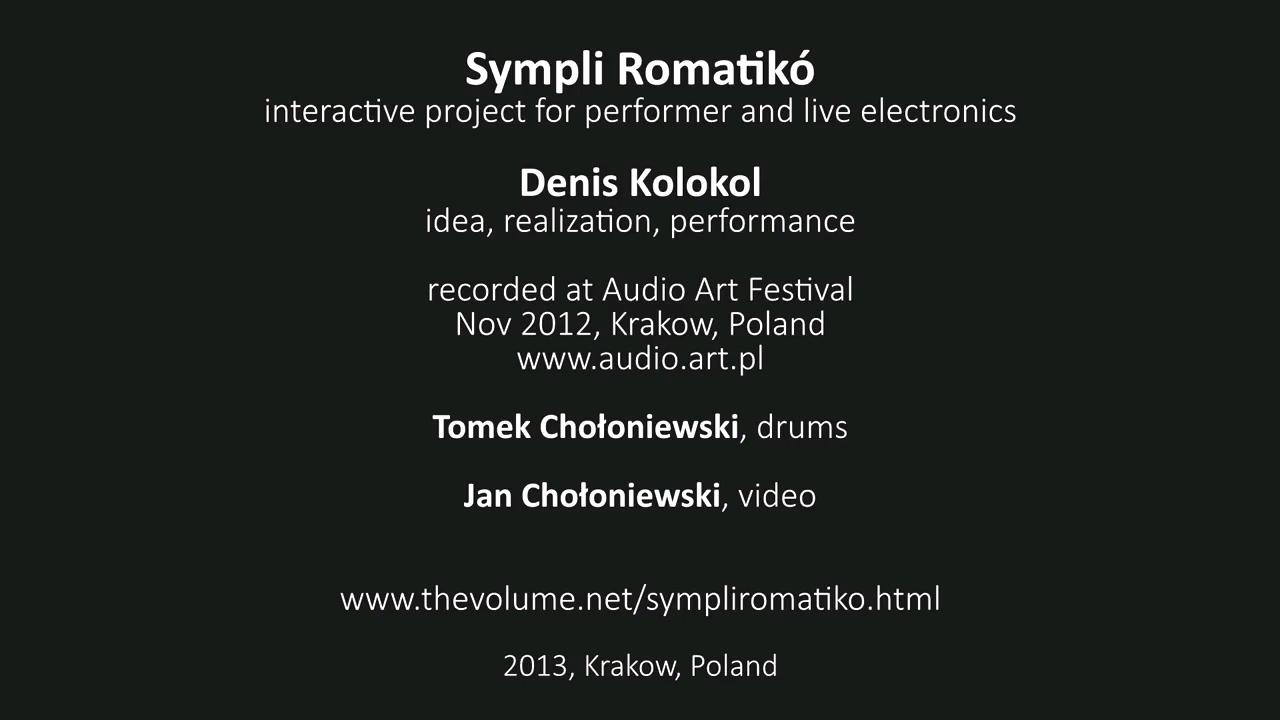 Sympli Romatikó
interactive project for performer and live electronics
Denis Kolokol
idea, realization, performance
recorded at Audio Art Festival
Nov 2012, Krakow, Poland
www.audio.art.pl
Tomek Chołoniewski, drums
Jan Chołoniewski, video
www.thevolume.net/sympliromatiko.html
2013, Krakow, Poland